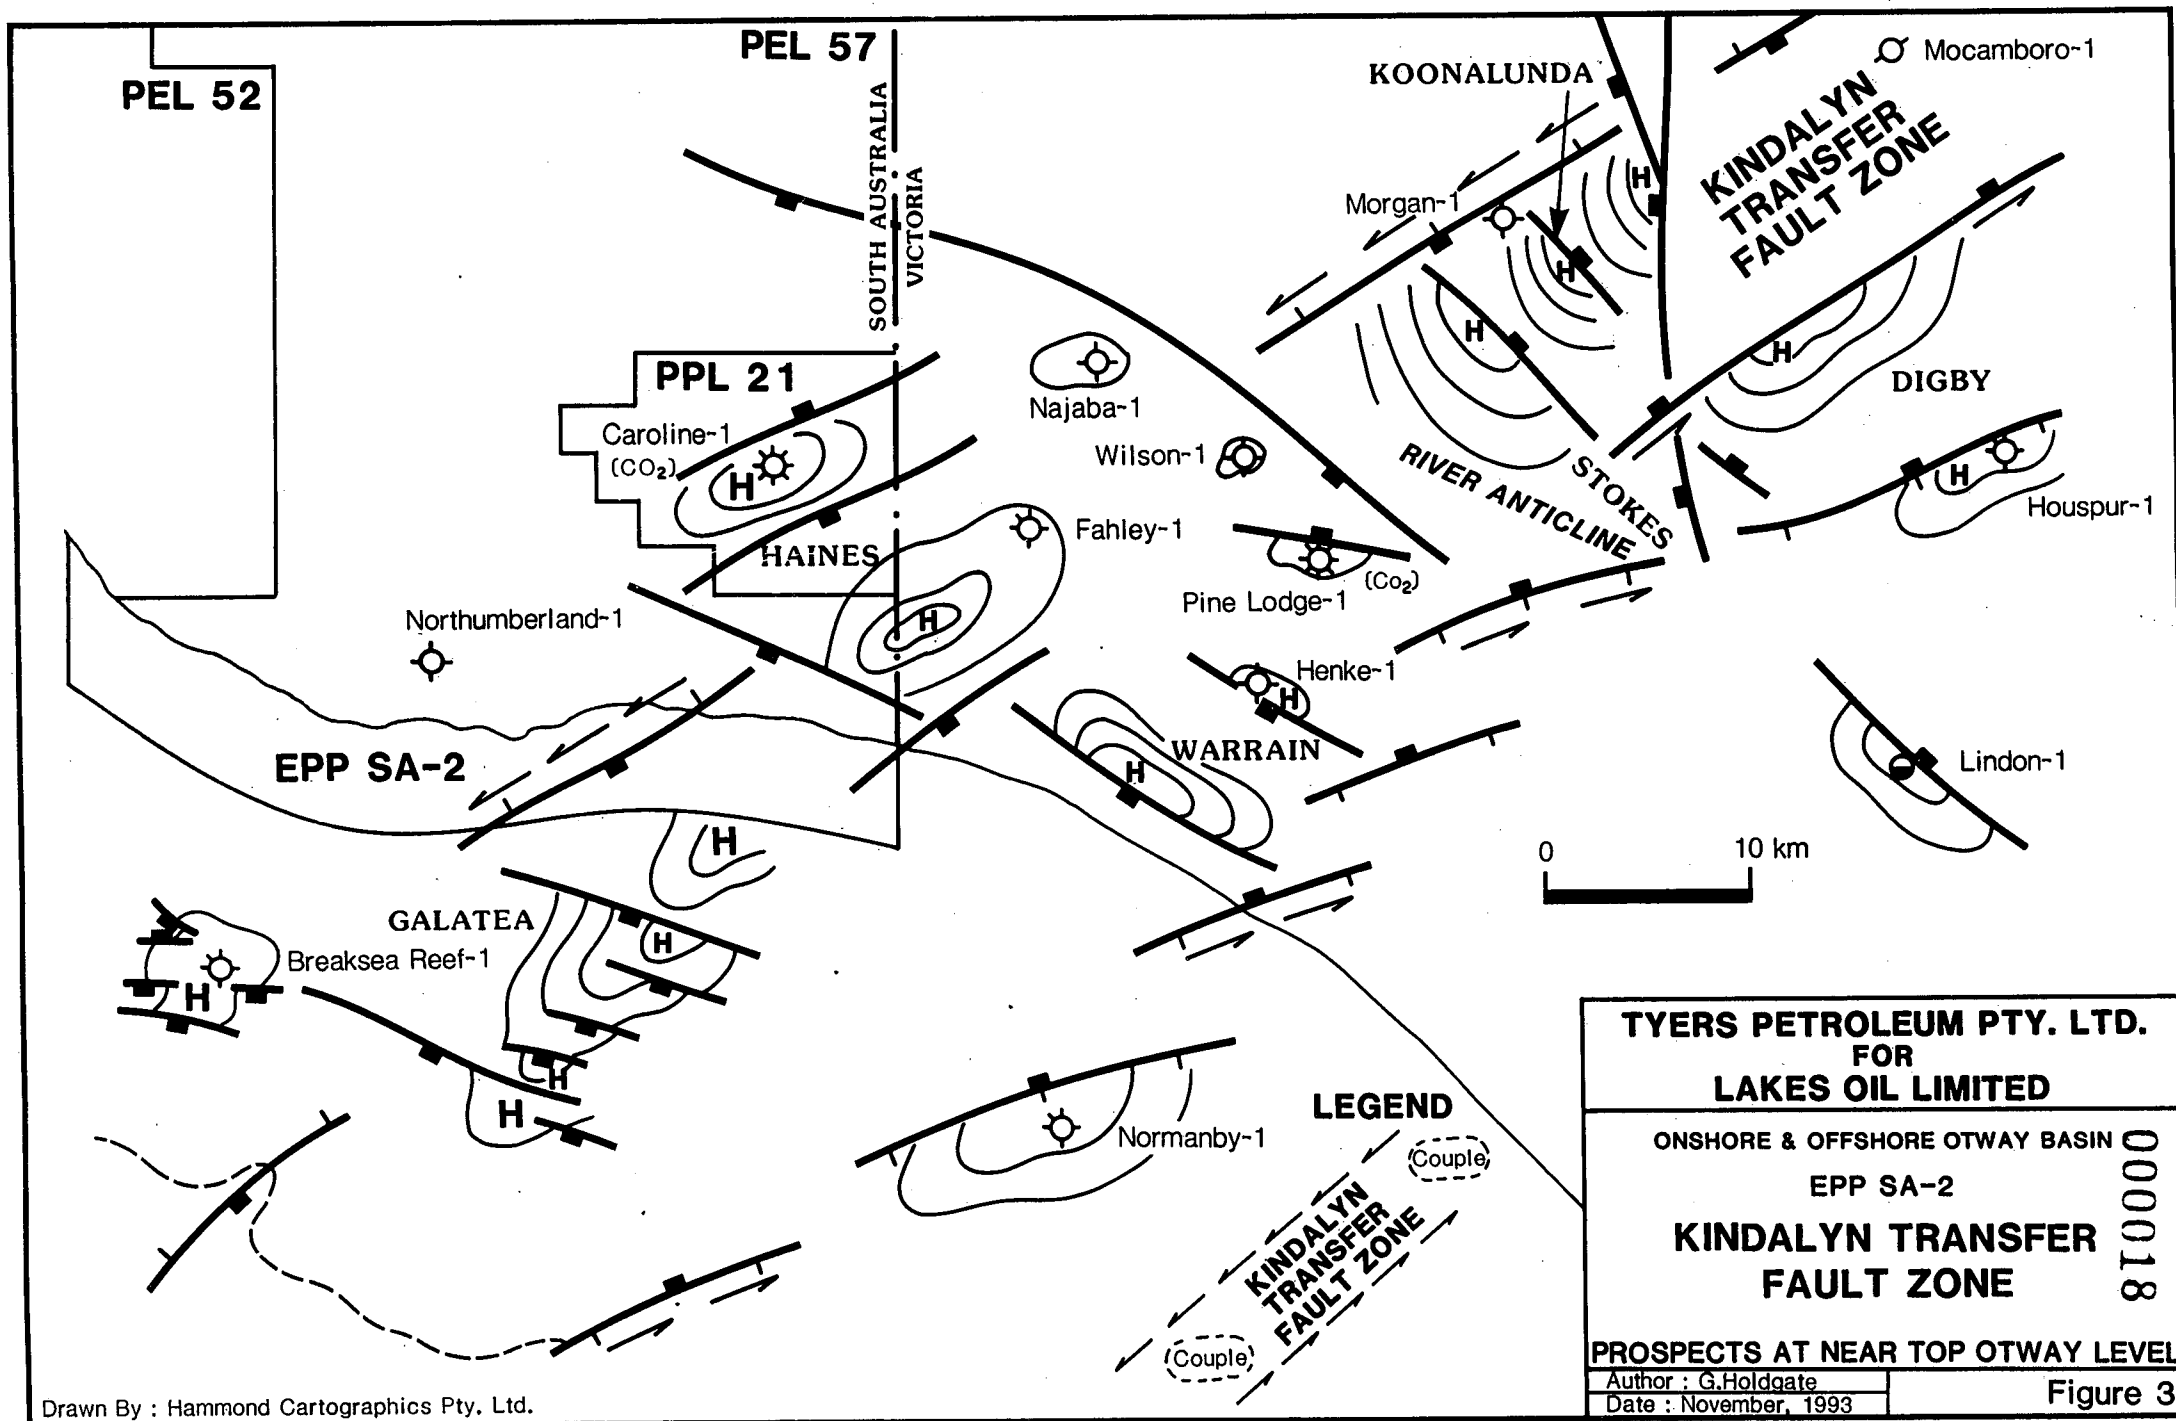 PEL 57
PEL 52
SOUTH AUSTRALIA
VICTORIA
KOONALUNDA
Mocamboro-1
KINDALYN
TRANSFER
FAULT ZONE
Morgan-1
H
H
H
H
DIGBY
PPL 21
Caroline-1
(CO₂)
H
Najaba-1
Wilson-1
RIVER ANTICLINE
STOKES
H
Houspur-1
HAINES
Fahley-1
H
Pine Lodge-1
(Co₂)
Northumberland-1
Henke-1
H
WARRAIN
H
EPP SA-2
Lindon-1
H
0
10 km
GALATEA
H
Breaksea Reef-1
H
H
H
Normanby-1
LEGEND
Couple
KINDALYN
TRANSFER
FAULT ZONE
Couple
TYERS PETROLEUM PTY. LTD.
FOR
LAKES OIL LIMITED
ONSHORE & OFFSHORE OTWAY BASIN
EPP SA-2
KINDALYN TRANSFER
FAULT ZONE
000018
PROSPECTS AT NEAR TOP OTWAY LEVEL
Author : G.Holdgate
Date : November, 1993
Figure 3
Drawn By : Hammond Cartographics Pty. Ltd.